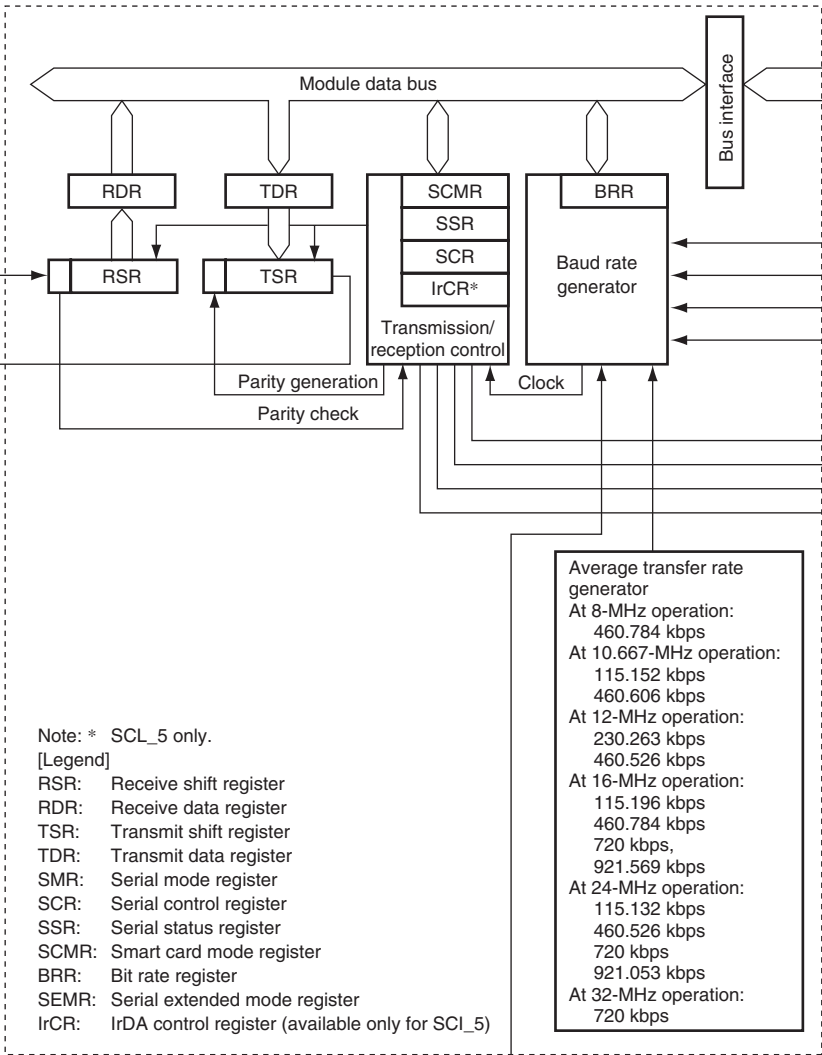 Module data bus
Bus interface
RDR
TDR
SCMR
BRR
SSR
SCR
IrCR*
RSR
TSR
Baud rate
generator
Transmission/
reception control
Parity generation
Clock
Parity check
Average transfer rate
generator
At 8-MHz operation:
460.784 kbps
At 10.667-MHz operation:
115.152 kbps
460.606 kbps
At 12-MHz operation:
230.263 kbps
460.526 kbps
At 16-MHz operation:
115.196 kbps
460.784 kbps
720 kbps,
921.569 kbps
At 24-MHz operation:
115.132 kbps
460.526 kbps
720 kbps
921.053 kbps
At 32-MHz operation:
720 kbps
Note: * SCL_5 only.
[Legend]
RSR: Receive shift register
RDR: Receive data register
TSR: Transmit shift register
TDR: Transmit data register
SMR: Serial mode register
SCR: Serial control register
SSR: Serial status register
SCMR: Smart card mode register
BRR: Bit rate register
SEMR: Serial extended mode register
IrCR: IrDA control register (available only for SCI_5)